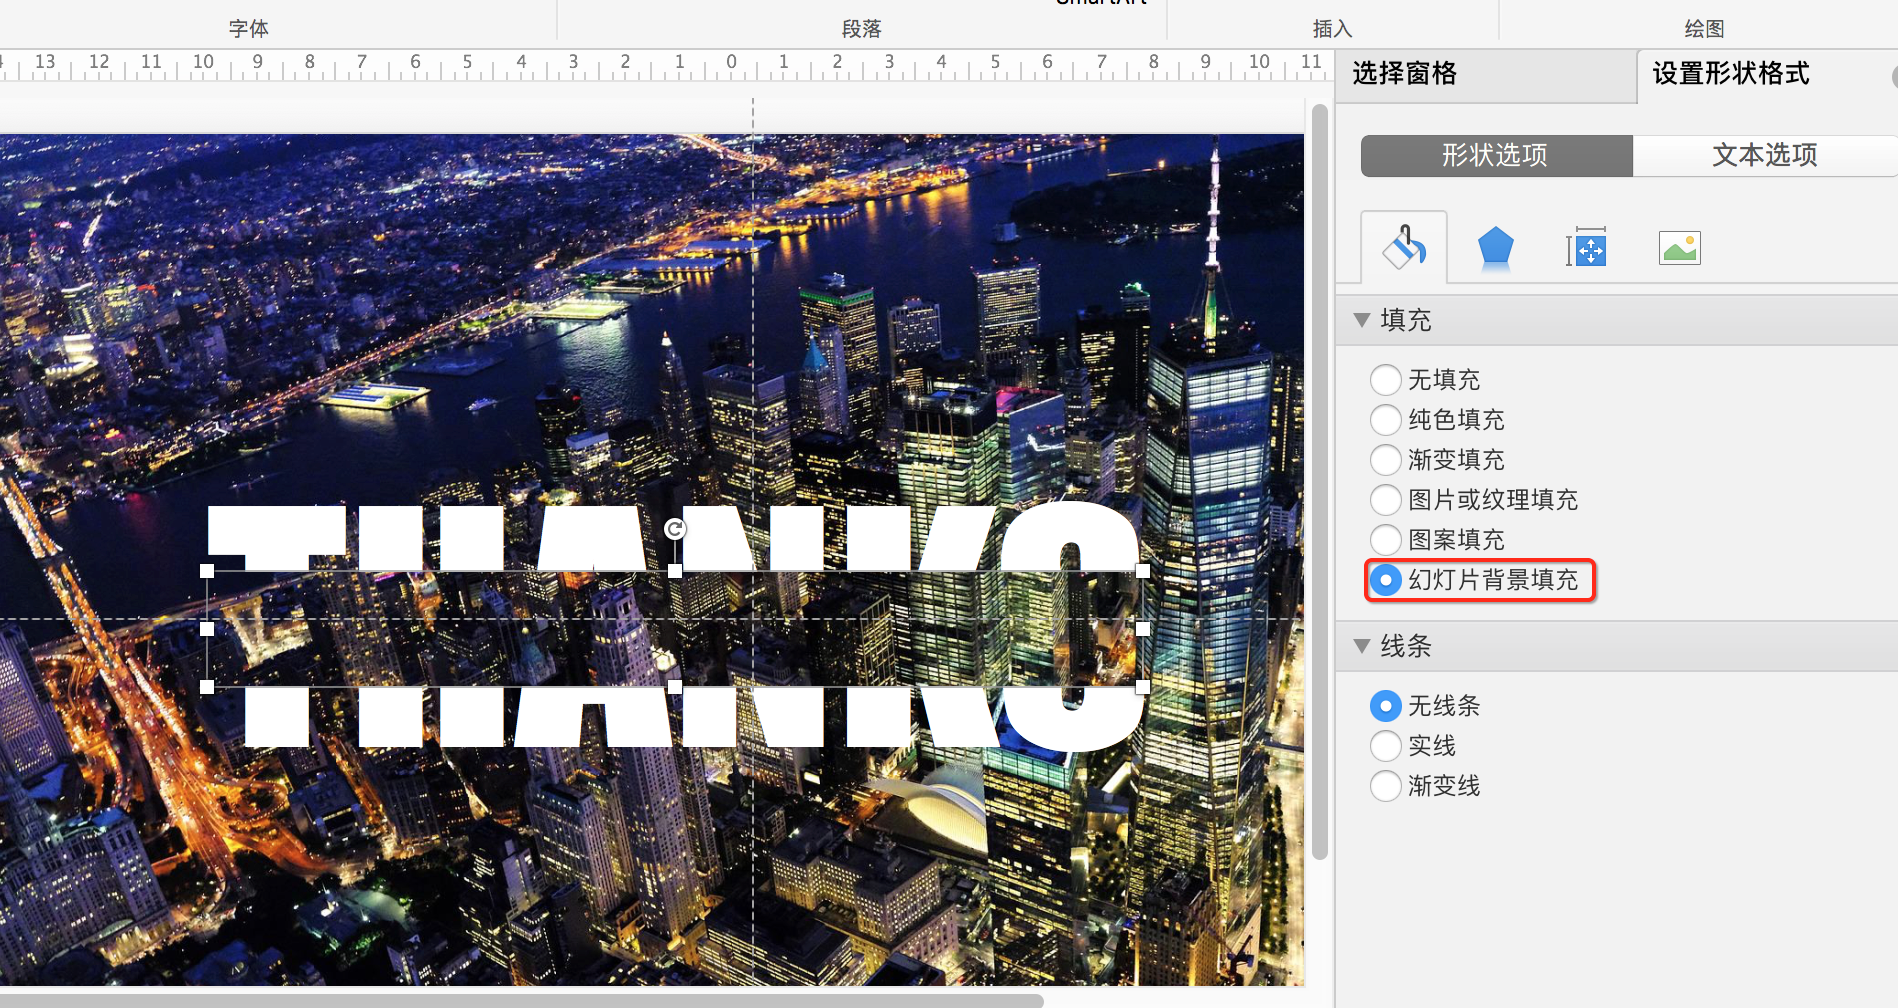 SmartArt
字体 段落 插入 绘图
13 12 11 10 9 8 7 6 5 4 3 2 1 0 1 2 3 4 5 6 7 8 9 10 11
选择窗格 设置形状格式
形状选项 文本选项
填充
无填充
纯色填充
渐变填充
图片或纹理填充
图案填充
幻灯片背景填充
线条
无线条
实线
渐变线
THANKS